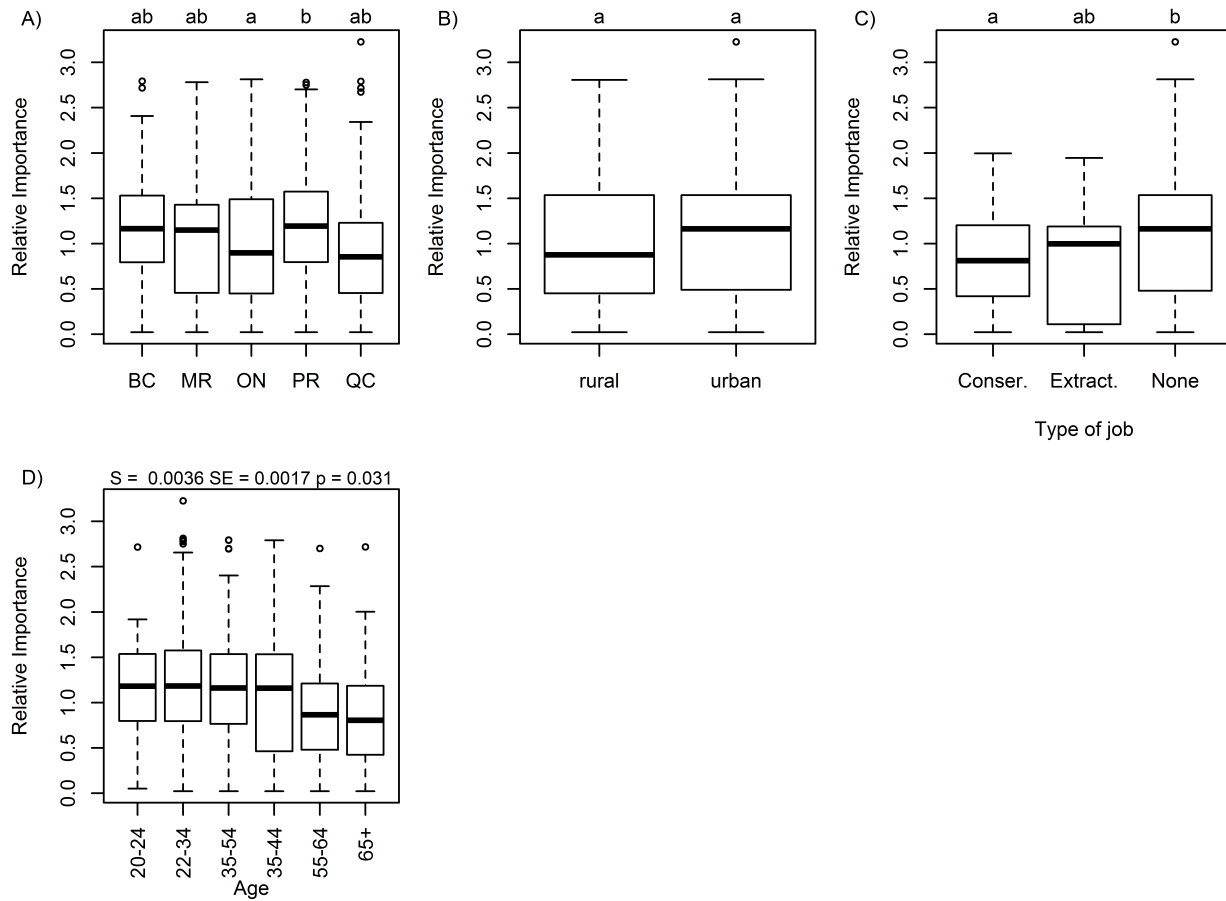 A)
ab ab a b ab
Relative Importance
0.0 0.5 1.0 1.5 2.0 2.5 3.0
BC MR ON PR QC
B)
a a
Relative Importance
0.0 0.5 1.0 1.5 2.0 2.5 3.0
rural urban
C)
a ab b
Relative Importance
0.0 0.5 1.0 1.5 2.0 2.5 3.0
Conser. Extract. None
Type of job
D)
S = 0.0036 SE = 0.0017 p = 0.031
Relative Importance
0.0 0.5 1.0 1.5 2.0 2.5 3.0
20-24 22-34 35-54 35-44 55-64 65+
Age